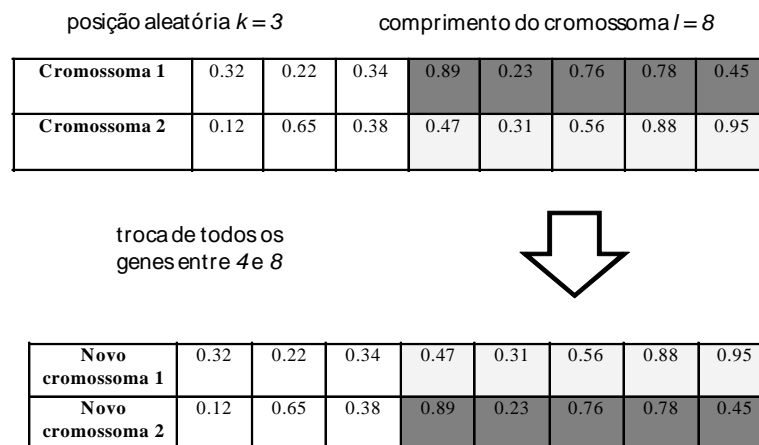 posição aleatória k = 3 comprimento do cromossoma l = 8
Cromossoma 1 0.32 0.22 0.34 0.89 0.23 0.76 0.78 0.45
Cromossoma 2 0.12 0.65 0.38 0.47 0.31 0.56 0.88 0.95
troca de todos os
genes entre 4 e 8
Novo cromossoma 1 0.32 0.22 0.34 0.47 0.31 0.56 0.88 0.95
Novo cromossoma 2 0.12 0.65 0.38 0.89 0.23 0.76 0.78 0.45